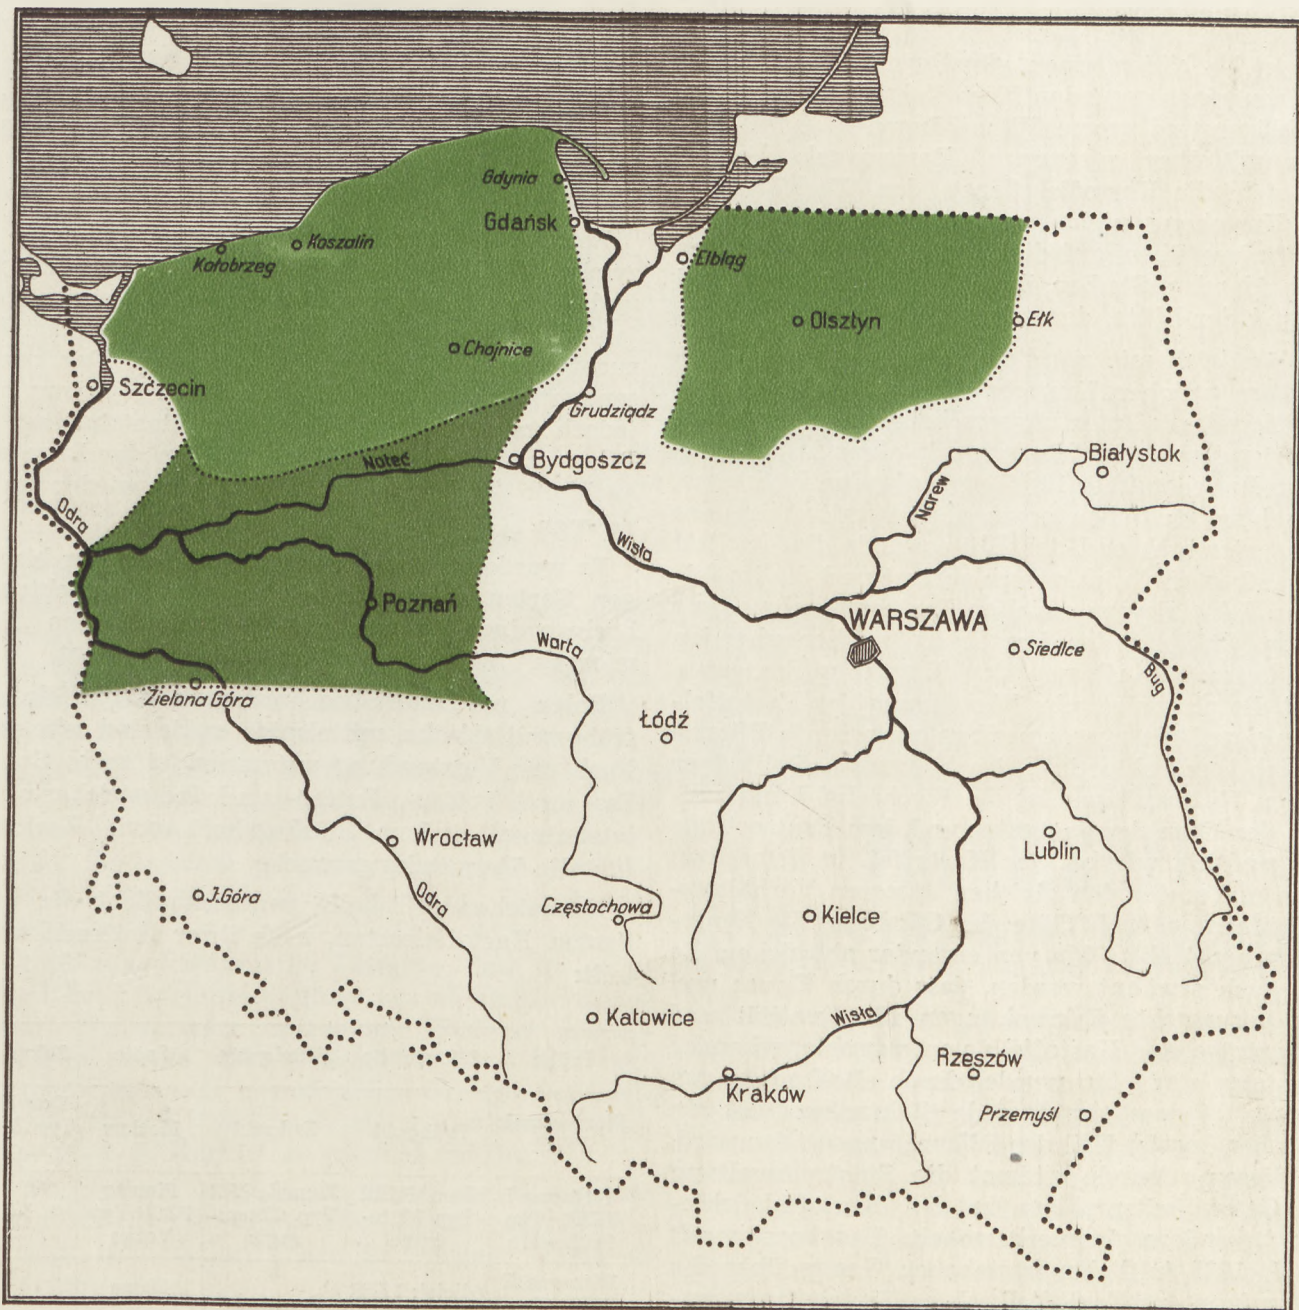 Gdynia
Gdańsk
Koszalin
Kołobrzeg
Elbląg
Olsztyn
Ełk
Chojnice
Szczecin
Grudziądz
Noteć
Bydgoszcz
Białystok
Narew
Odra
Wisła
Poznań
WARSZAWA
Warta
Siedlce
Bug
Zielona Góra
Łódź
Wrocław
Lublin
J.Góra
Odra
Częstochowa
Kielce
Katowice
Wisła
Rzeszów
Kraków
Przemyśl